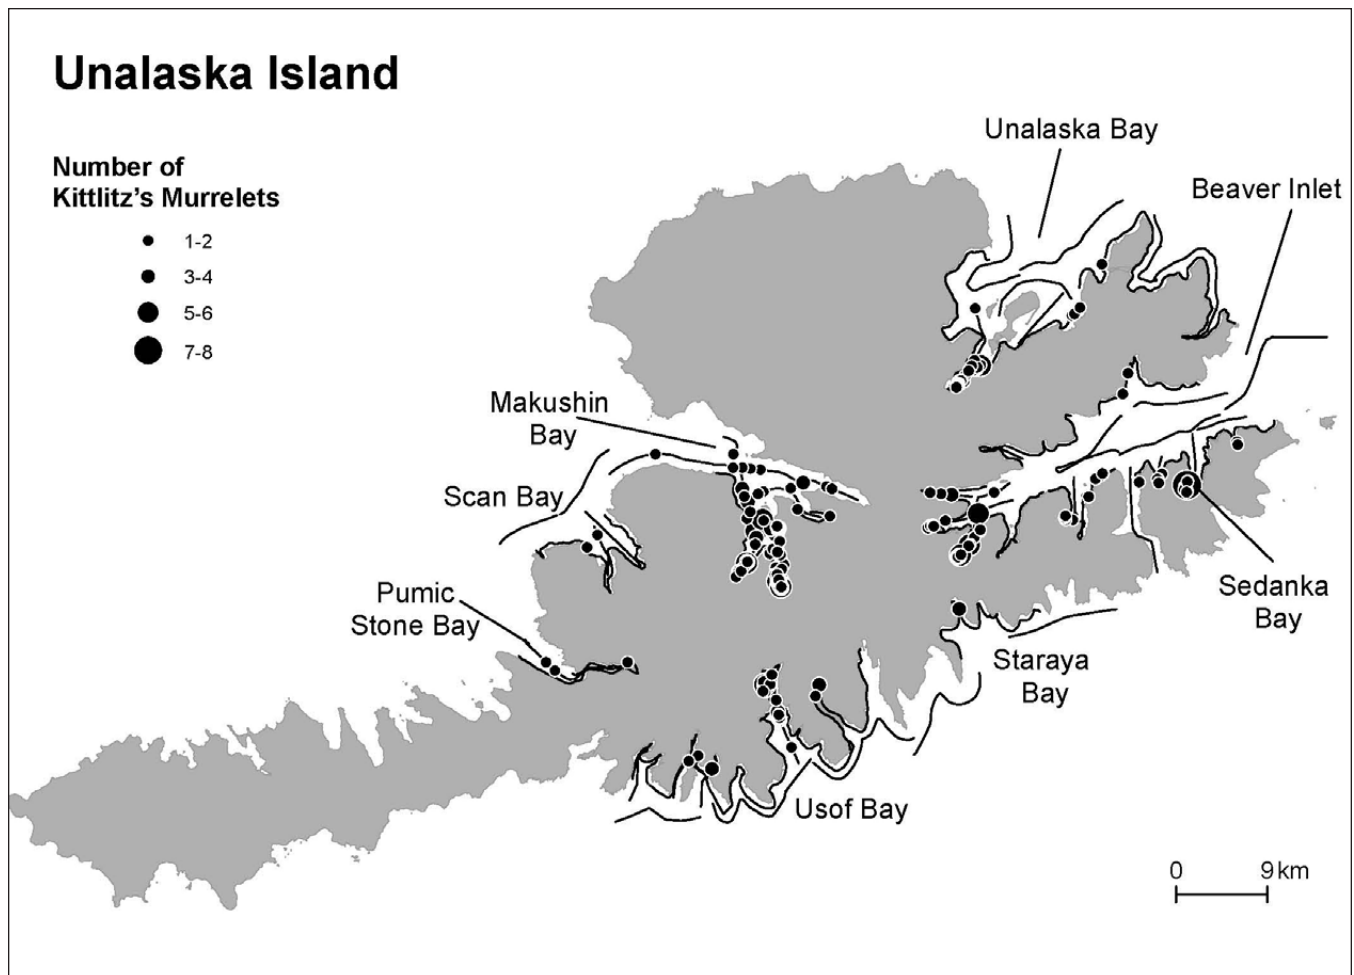 Unalaska Island
Number of
Kittlitz's Murrelets
1-2
3-4
5-6
7-8
Unalaska Bay
Beaver Inlet
Makushin
Bay
Scan Bay
Pumic
Stone Bay
Sedanka
Bay
Staraya
Bay
Usof Bay
0 9 km